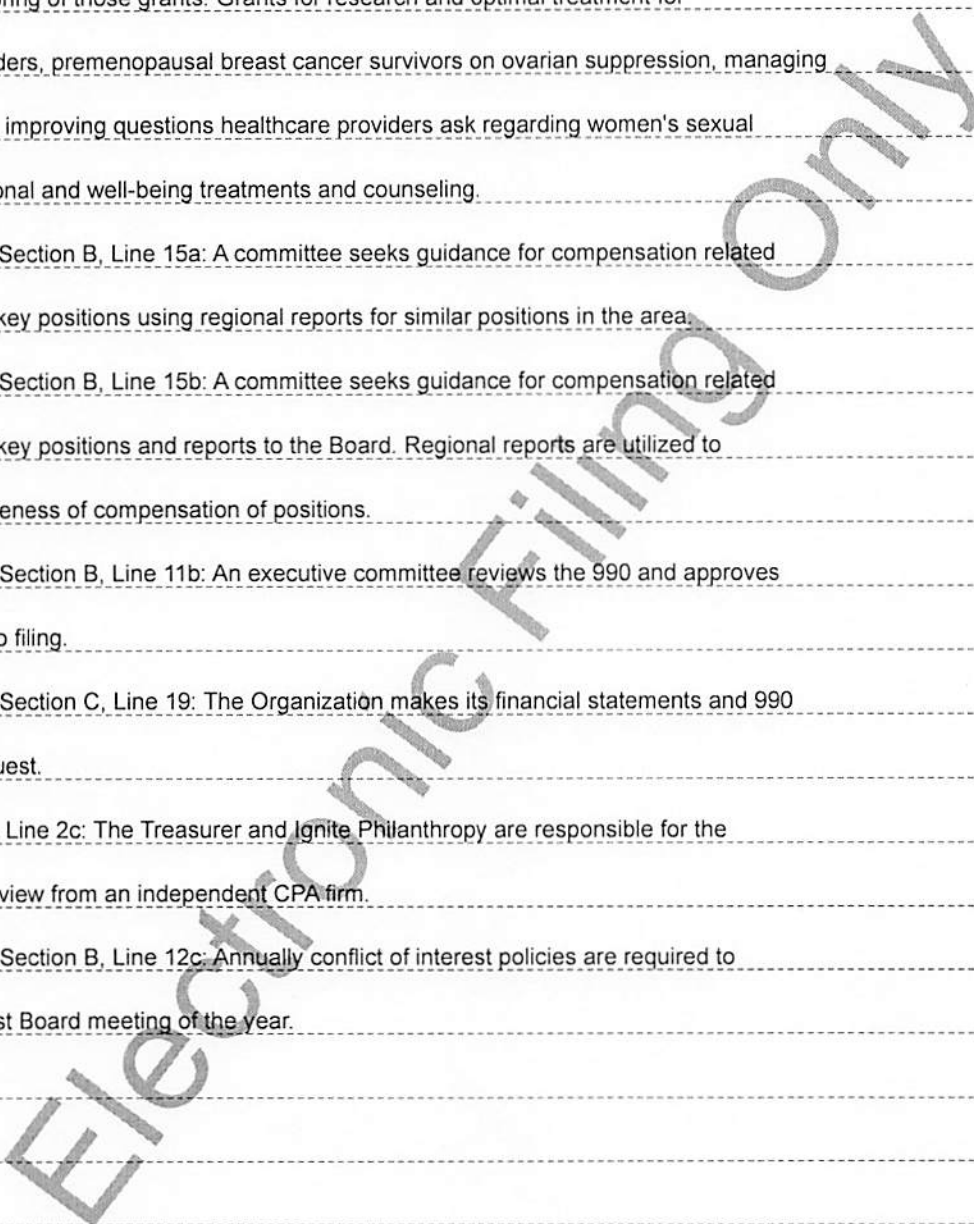 ring of those grants. Grants for research and optimal treatment for
ders, premenopausal breast cancer survivors on ovarian suppression, managing
improving questions healthcare providers ask regarding women's sexual
onal and well-being treatments and counseling.
Section B, Line 15a: A committee seeks guidance for compensation related
key positions using regional reports for similar positions in the area.
Section B, Line 15b: A committee seeks guidance for compensation related
key positions and reports to the Board. Regional reports are utilized to
eness of compensation of positions.
Section B, Line 11b: An executive committee reviews the 990 and approves
o filing.
Section C, Line 19: The Organization makes its financial statements and 990
uest.
Line 2c: The Treasurer and Ignite Philanthropy are responsible for the
view from an independent CPA firm.
Section B, Line 12c: Annually conflict of interest policies are required to
st Board meeting of the year.
Electronic Filing Only